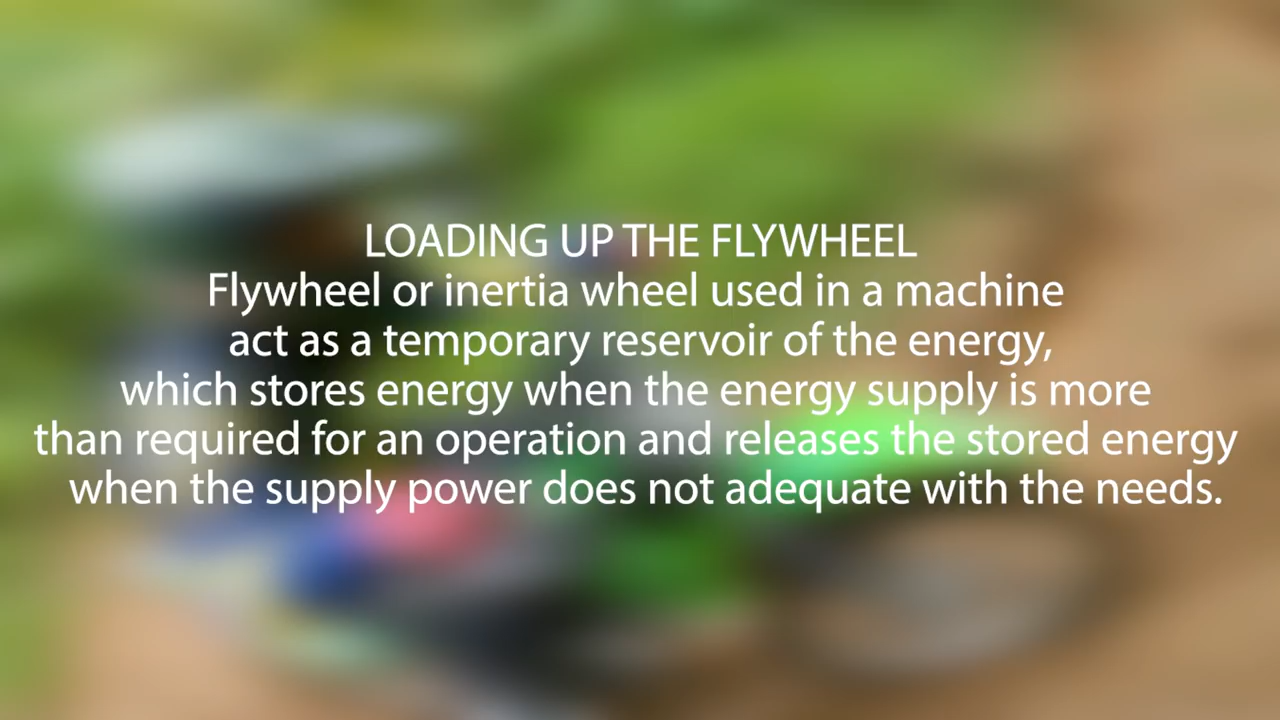 LOADING UP THE FLYWHEEL
Flywheel or inertia wheel used in a machine
act as a temporary reservoir of the energy,
which stores energy when the energy supply is more
than required for an operation and releases the stored energy
when the supply power does not adequate with the needs.